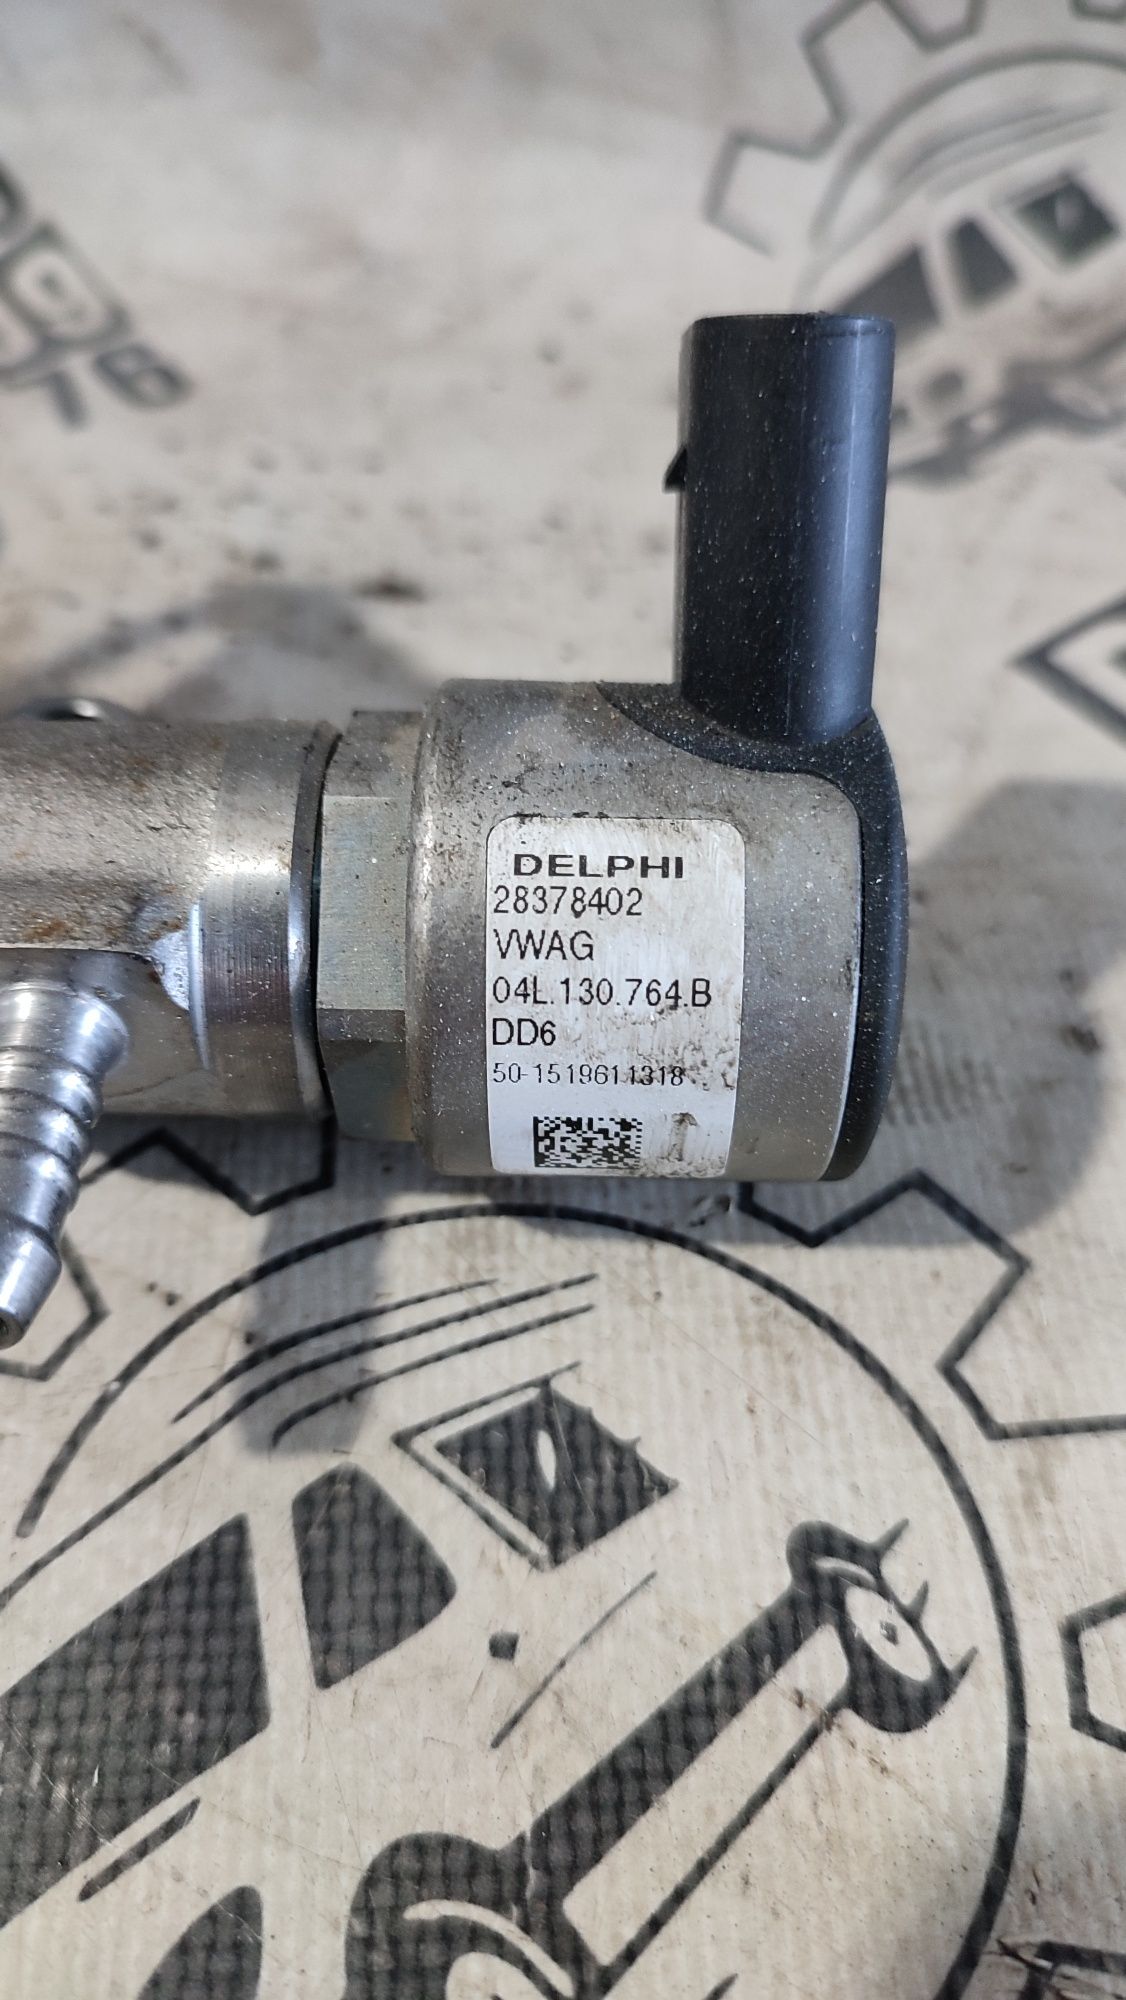 DELPHI
28378402
VWAG
04L.130.764.B
DD6
50-1519611318